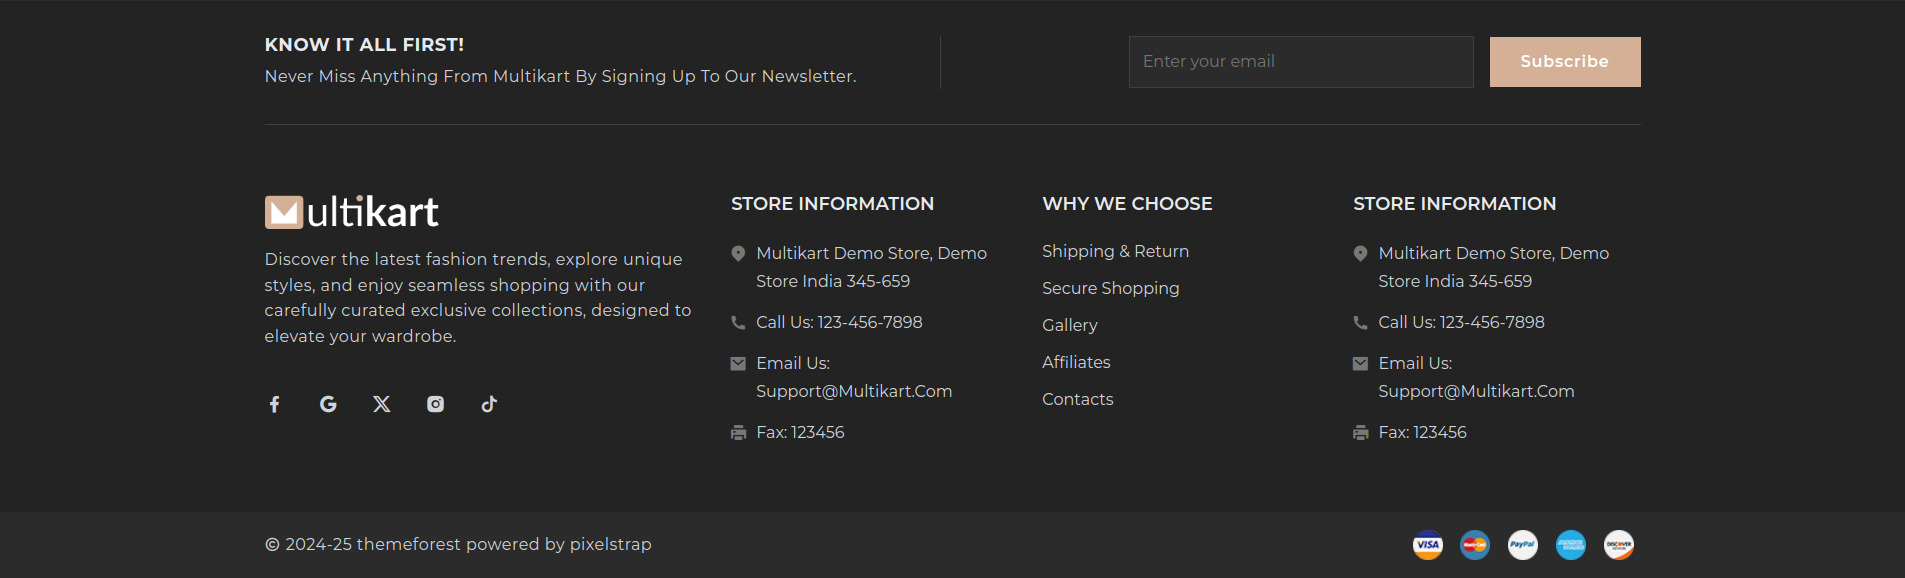 KNOW IT ALL FIRST!
Never Miss Anything From Multikart By Signing Up To Our Newsletter.
Enter your email
Subscribe
Multikart
Discover the latest fashion trends, explore unique
styles, and enjoy seamless shopping with our
carefully curated exclusive collections, designed to
elevate your wardrobe.
STORE INFORMATION
Multikart Demo Store, Demo
Store India 345-659
Call Us: 123-456-7898
Email Us:
Support@Multikart.Com
Fax: 123456
WHY WE CHOOSE
Shipping & Return
Secure Shopping
Gallery
Affiliates
Contacts
STORE INFORMATION
Multikart Demo Store, Demo
Store India 345-659
Call Us: 123-456-7898
Email Us:
Support@Multikart.Com
Fax: 123456
© 2024-25 themeforest powered by pixelstrap
VISA
MasterCard
PayPal
DISCOVER